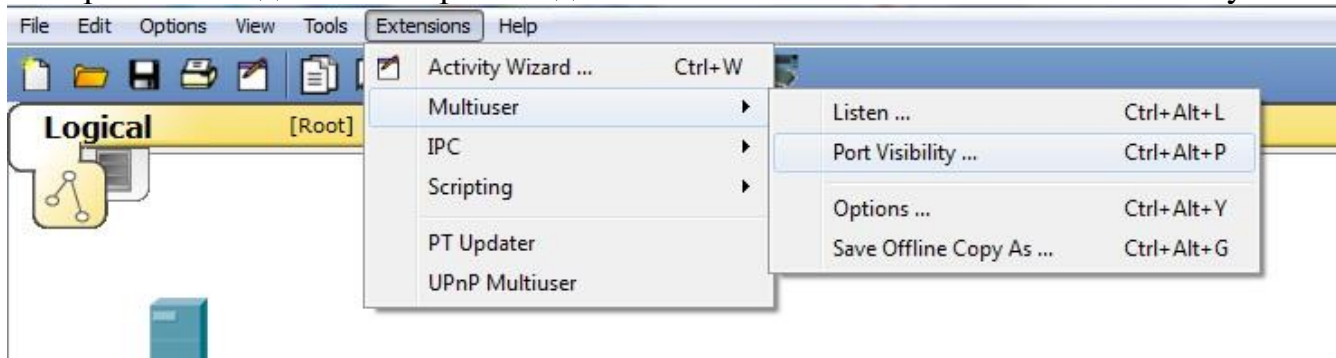 File Edit Options View Tools Extensions Help
Activity Wizard ... Ctrl+W
Multiuser
Listen ... Ctrl+Alt+L
Logical [Root]
IPC
Port Visibility ... Ctrl+Alt+P
Scripting
Options ... Ctrl+Alt+Y
PT Updater
Save Offline Copy As ... Ctrl+Alt+G
UPnP Multiuser